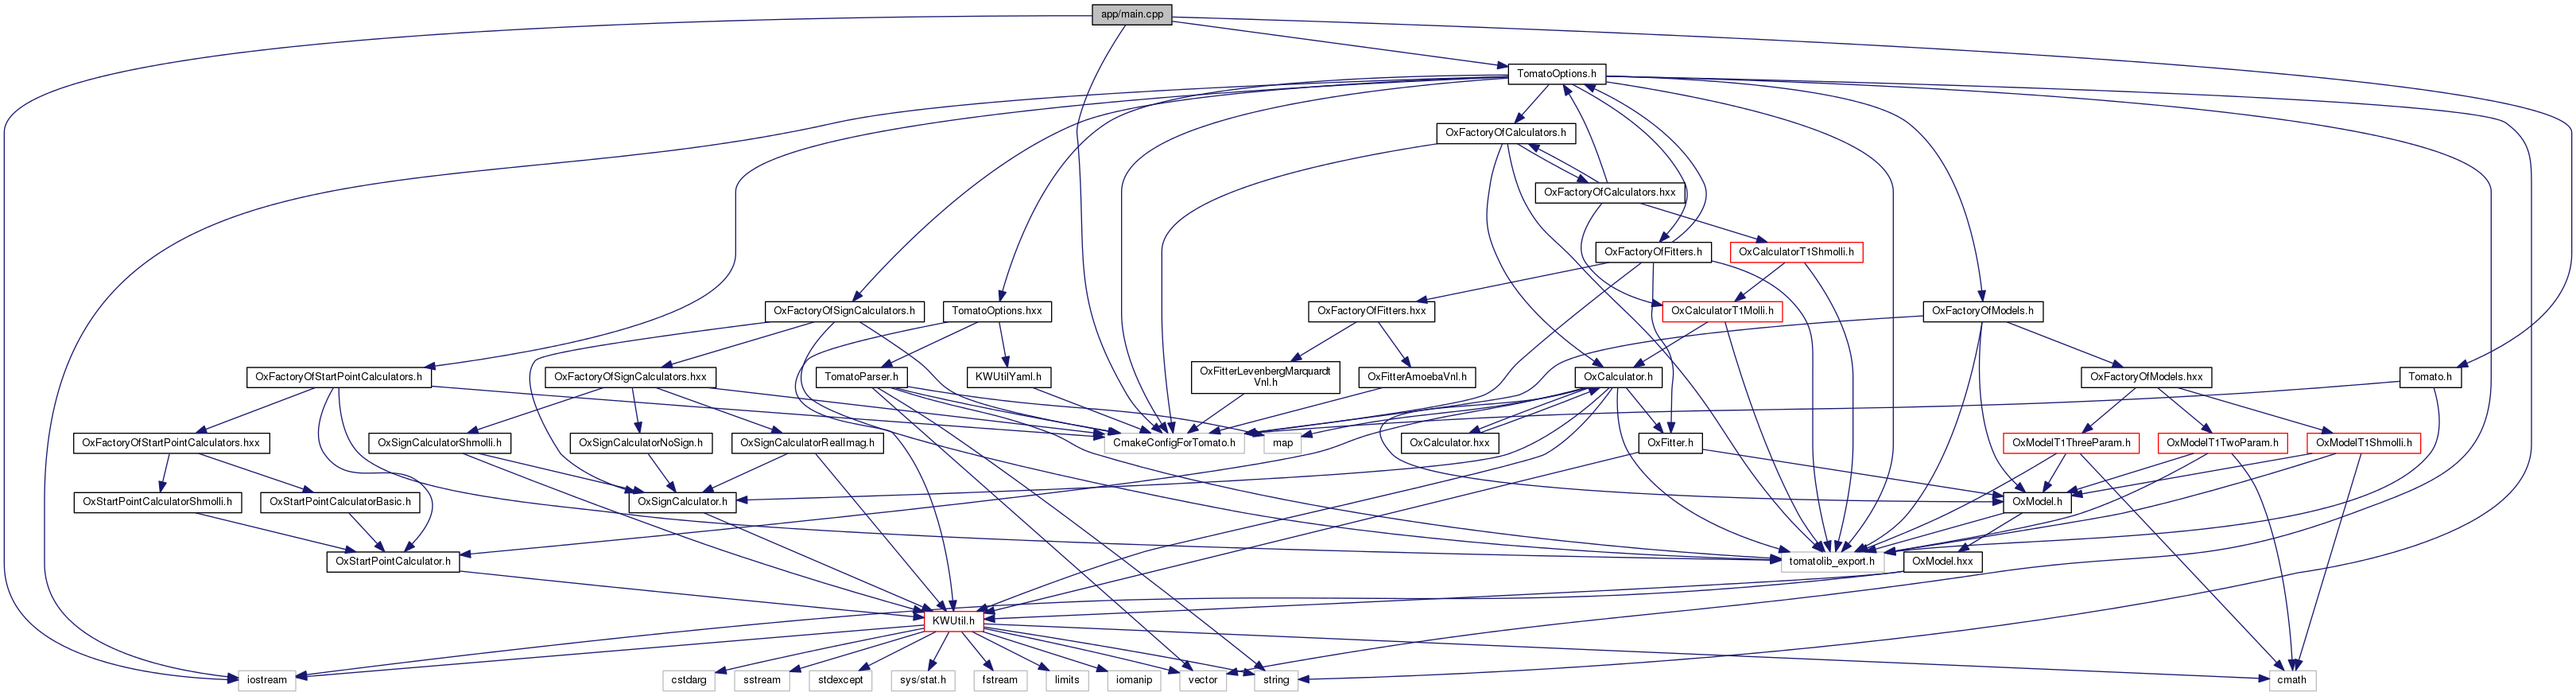 app/main.cpp
TomatoOptions.h
OxFactoryOfCalculators.h
OxFactoryOfCalculators.hxx
OxFactoryOfFitters.h
OxCalculatorT1Shmolli.h
OxFactoryOfSignCalculators.h
TomatoOptions.hxx
OxFactoryOfFitters.hxx
OxCalculatorT1Molli.h
OxFactoryOfModels.h
OxFactoryOfStartPointCalculators.h
OxFactoryOfSignCalculators.hxx
TomatoParser.h
KWUtilYaml.h
OxFitterLevenbergMarquardt
Vnl.h
OxFitterAmoebaVnl.h
OxCalculator.h
OxFactoryOfModels.hxx
Tomato.h
OxFactoryOfStartPointCalculators.hxx
OxSignCalculatorShmolli.h
OxSignCalculatorNoSign.h
OxSignCalculatorRealImag.h
CmakeConfigForTomato.h
map
OxCalculator.hxx
OxFitter.h
OxModelT1ThreeParam.h
OxModelT1TwoParam.h
OxModelT1Shmolli.h
OxStartPointCalculatorShmolli.h
OxStartPointCalculatorBasic.h
OxSignCalculator.h
OxModel.h
OxStartPointCalculator.h
tomatolib_export.h
OxModel.hxx
KWUtil.h
iostream
cstdarg
sstream
stdexcept
sys/stat.h
fstream
limits
iomanip
vector
string
cmath